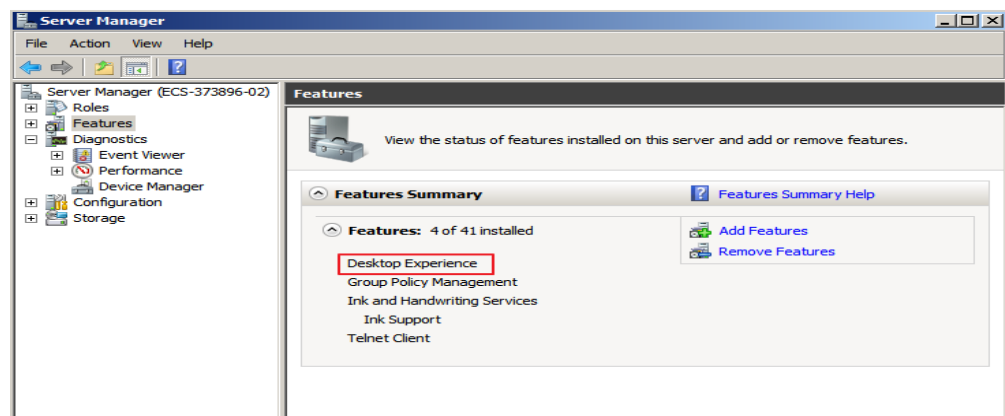 Server Manager
File Action View Help
Server Manager (ECS-373896-02)
Roles
Features
Diagnostics
Event Viewer
Performance
Device Manager
Configuration
Storage
Features
View the status of features installed on this server and add or remove features.
Features Summary
Features Summary Help
Features: 4 of 41 installed
Add Features
Remove Features
Desktop Experience
Group Policy Management
Ink and Handwriting Services
Ink Support
Telnet Client